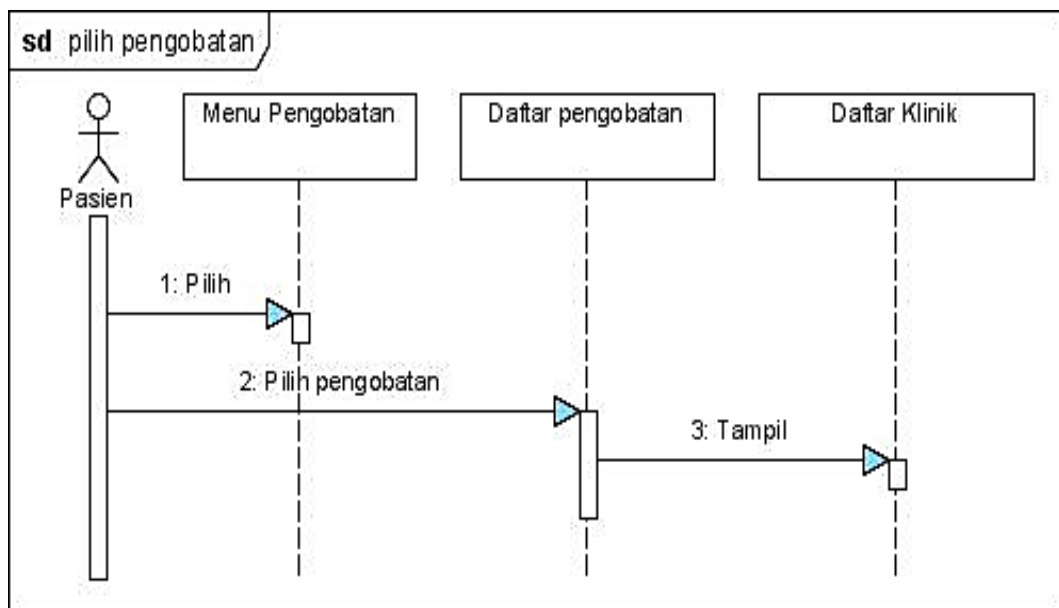 sd pilih pengobatan
Menu Pengobatan
Daftar pengobatan
Daftar Klinik
Pasien
1: Pilih
2: Pilih pengobatan
3: Tampil